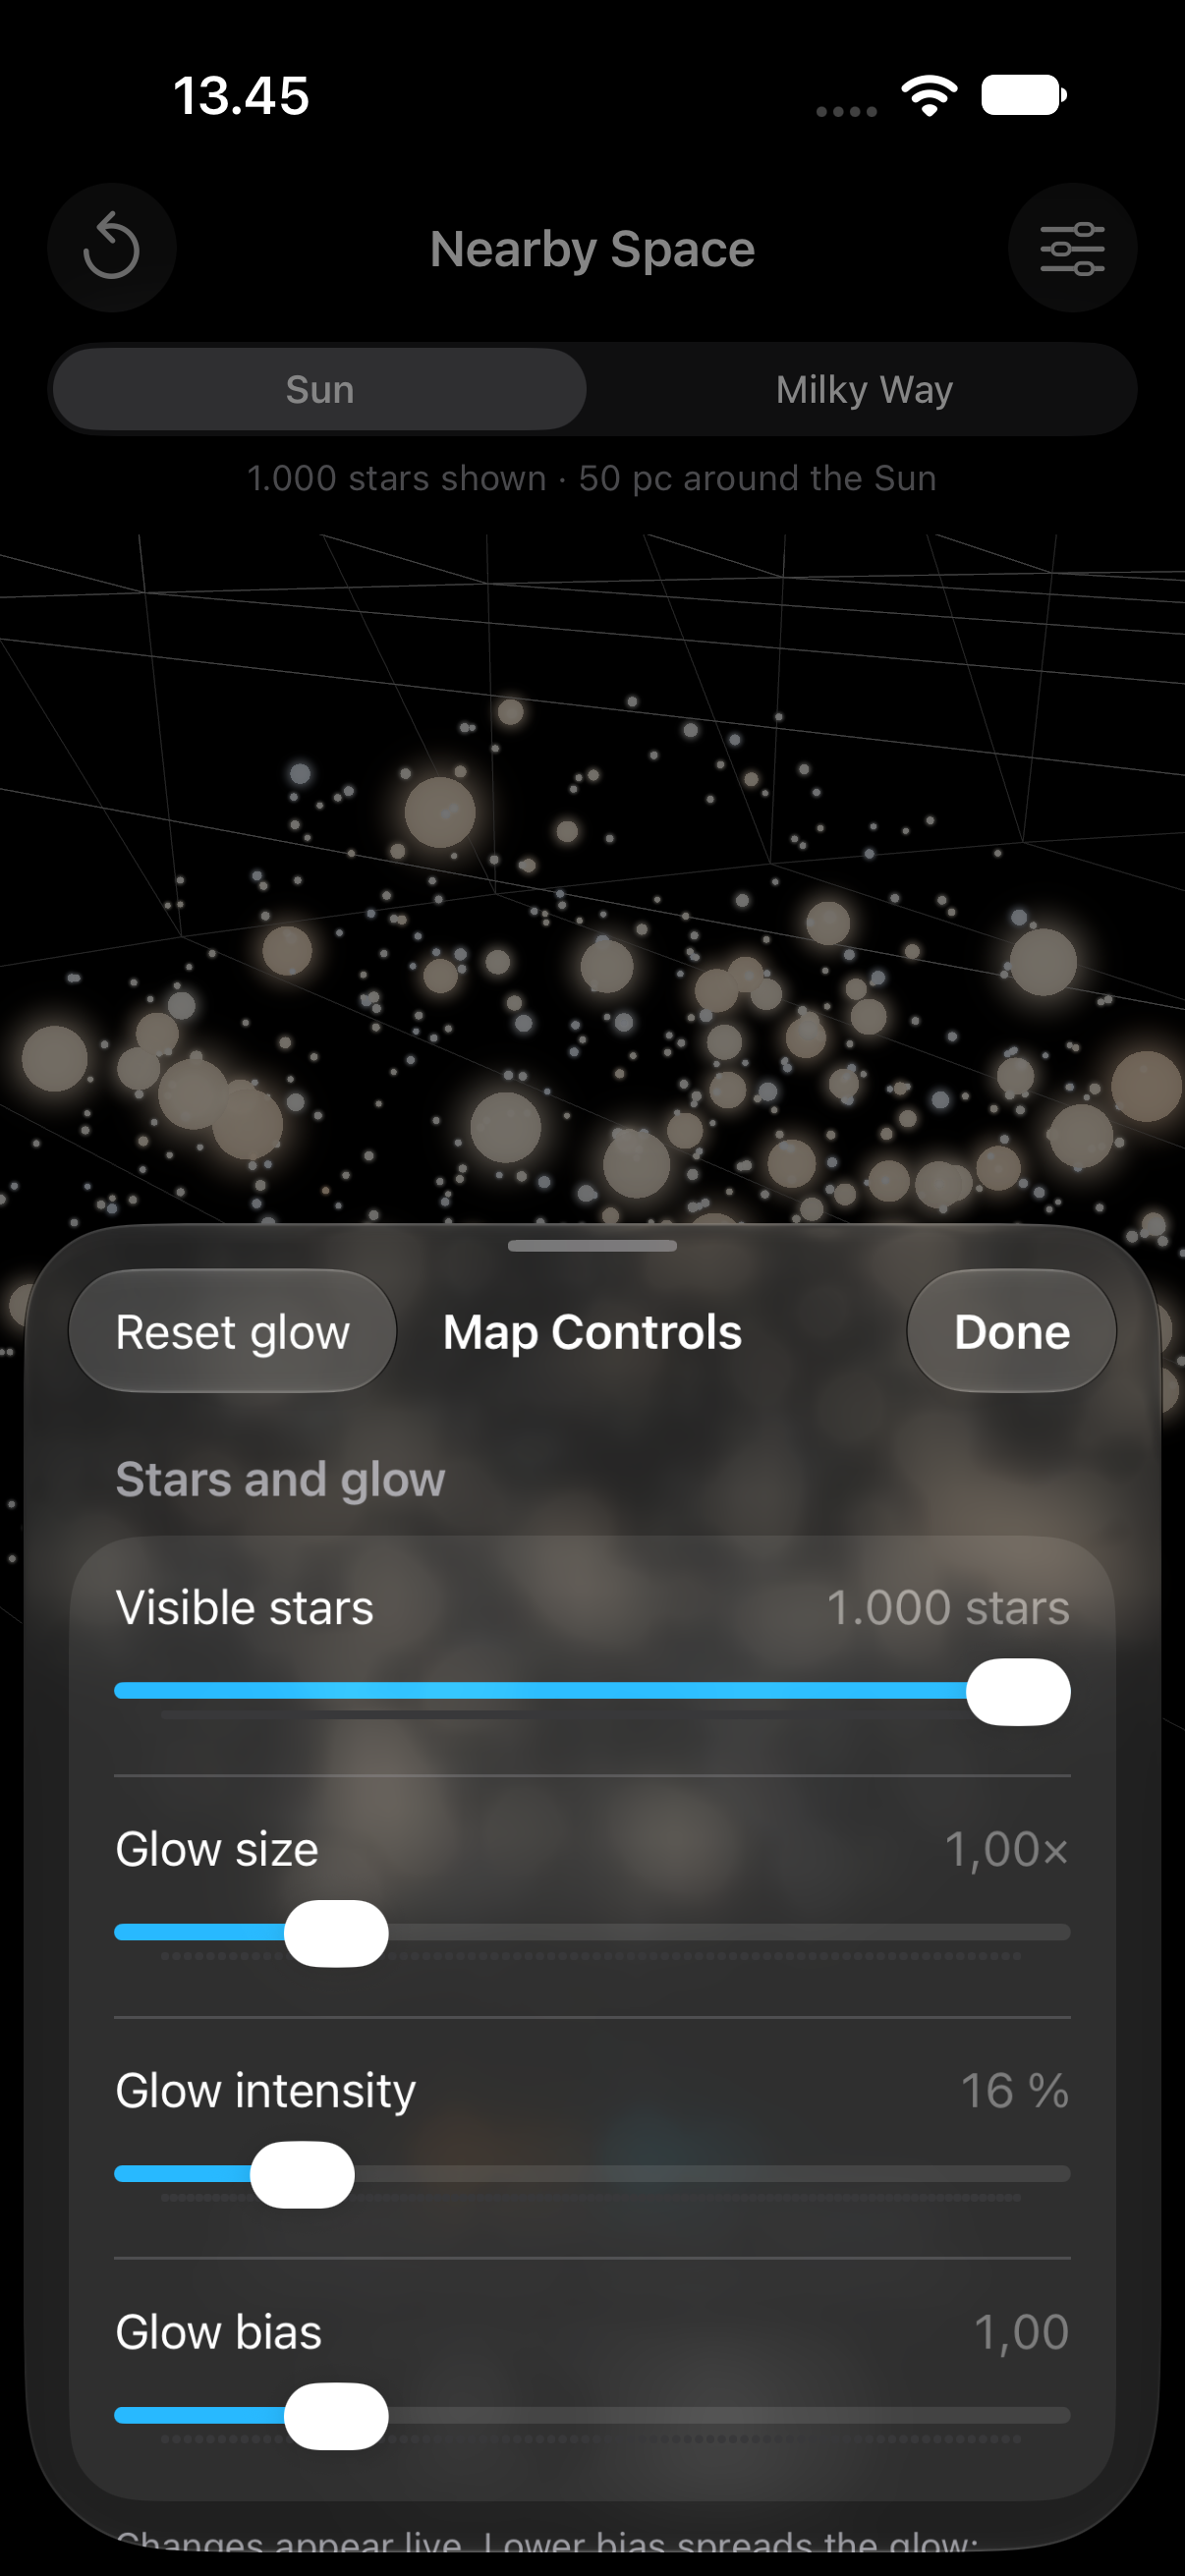 13.45
Nearby Space
Sun
Milky Way
1.000 stars shown · 50 pc around the Sun
Reset glow
Map Controls
Done
Stars and glow
Visible stars
1.000 stars
Glow size
1,00×
Glow intensity
16 %
Glow bias
1,00
Changes appear live. Lower bias spreads the glow;